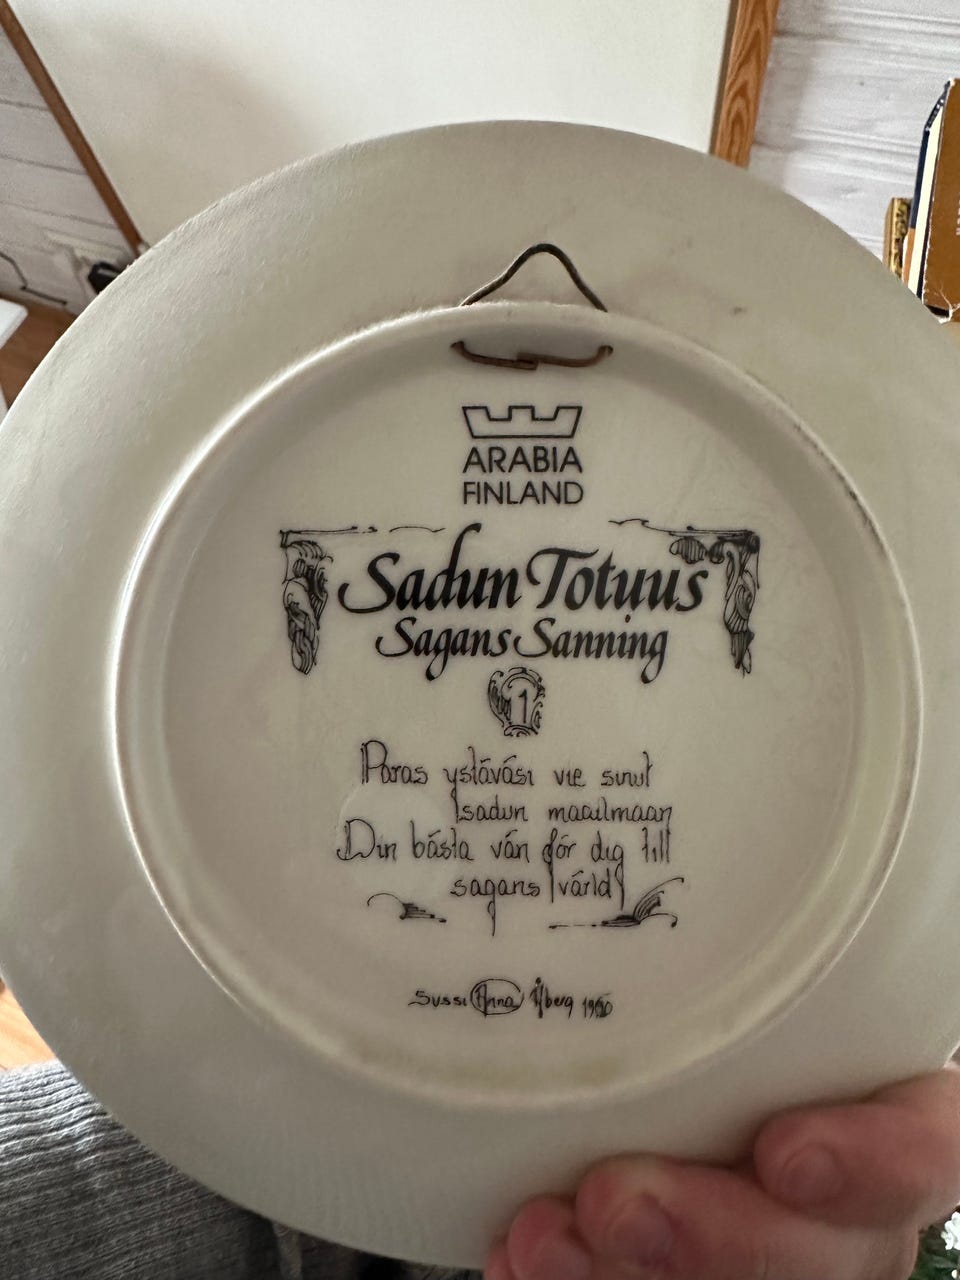 ARABIA
FINLAND
Sadun Totuus
Sagans Sanning
1
Paras ystäväsi vie sinut
sadun maailmaan
Din bästa vän för dig till
sagans värld
Sussi Anna